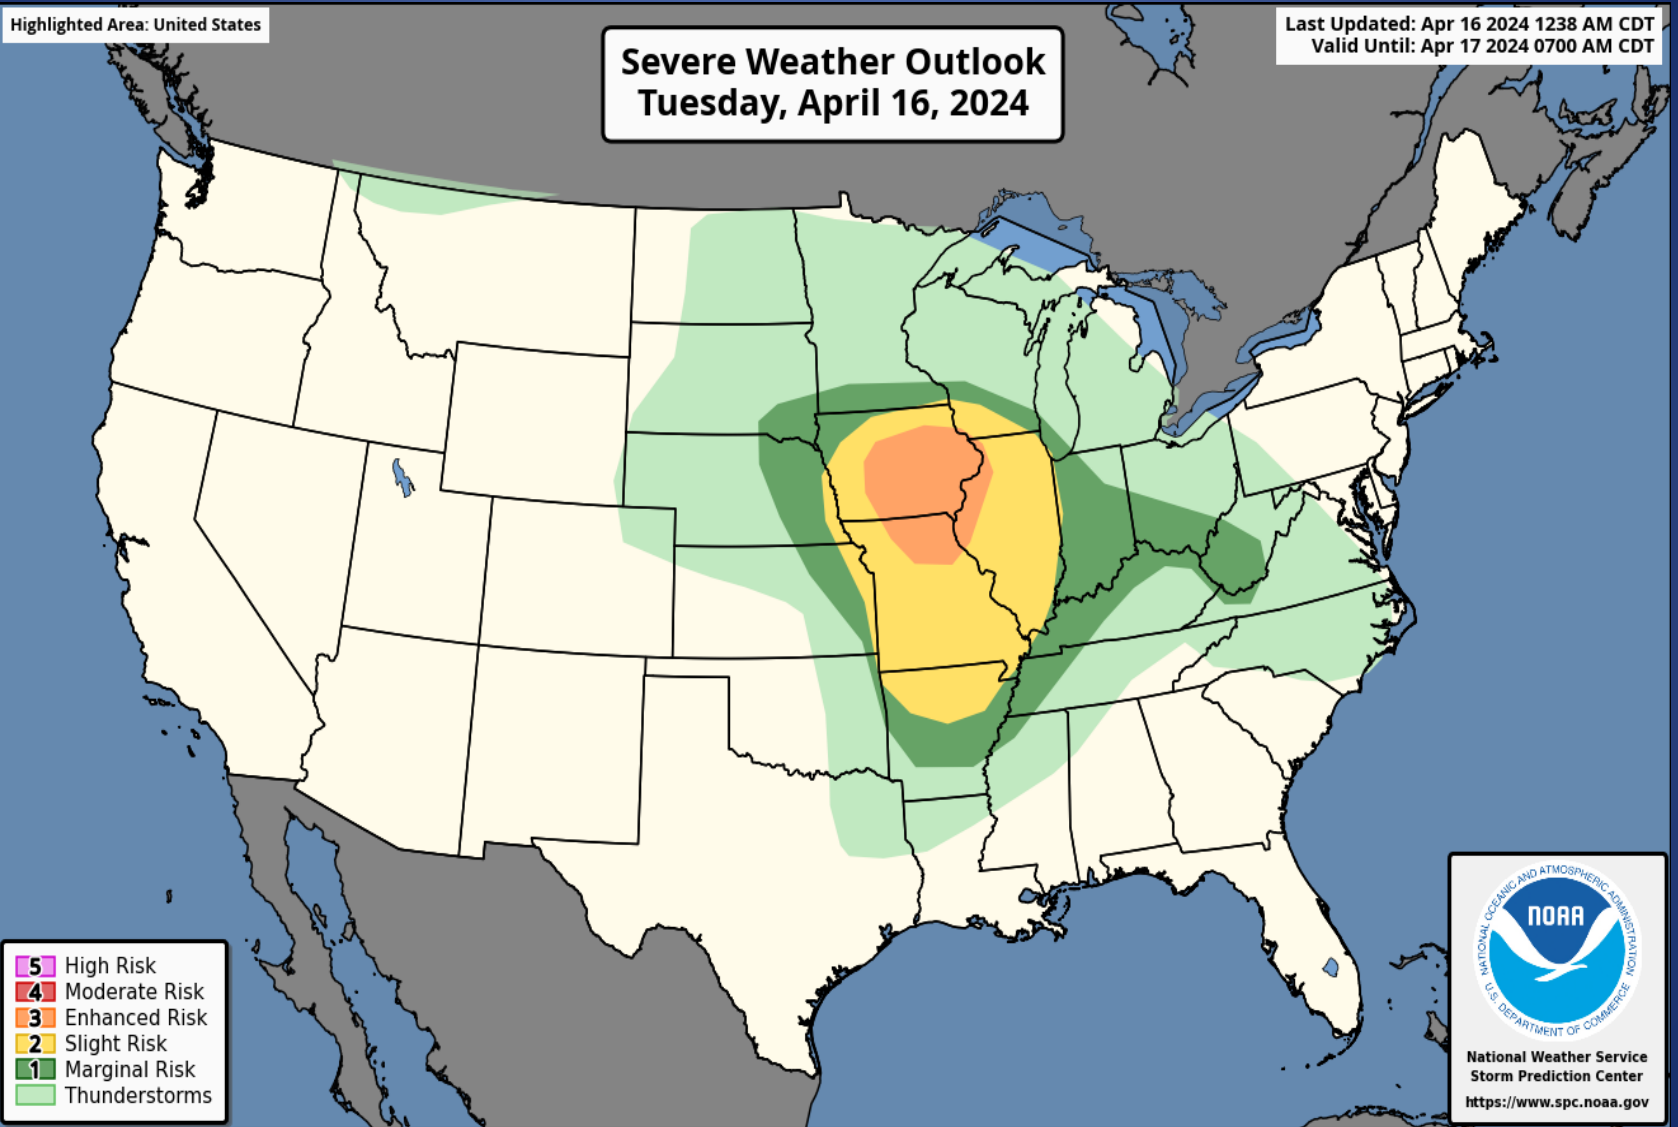 Highlighted Area: United States
Severe Weather Outlook
Tuesday, April 16, 2024
Last Updated: Apr 16 2024 1238 AM CDT
Valid Until: Apr 17 2024 0700 AM CDT
5 High Risk
4 Moderate Risk
3 Enhanced Risk
2 Slight Risk
1 Marginal Risk
Thunderstorms
NATIONAL OCEANIC AND ATMOSPHERIC ADMINISTRATION
NOAA
U.S. DEPARTMENT OF COMMERCE
National Weather Service
Storm Prediction Center
https://www.spc.noaa.gov